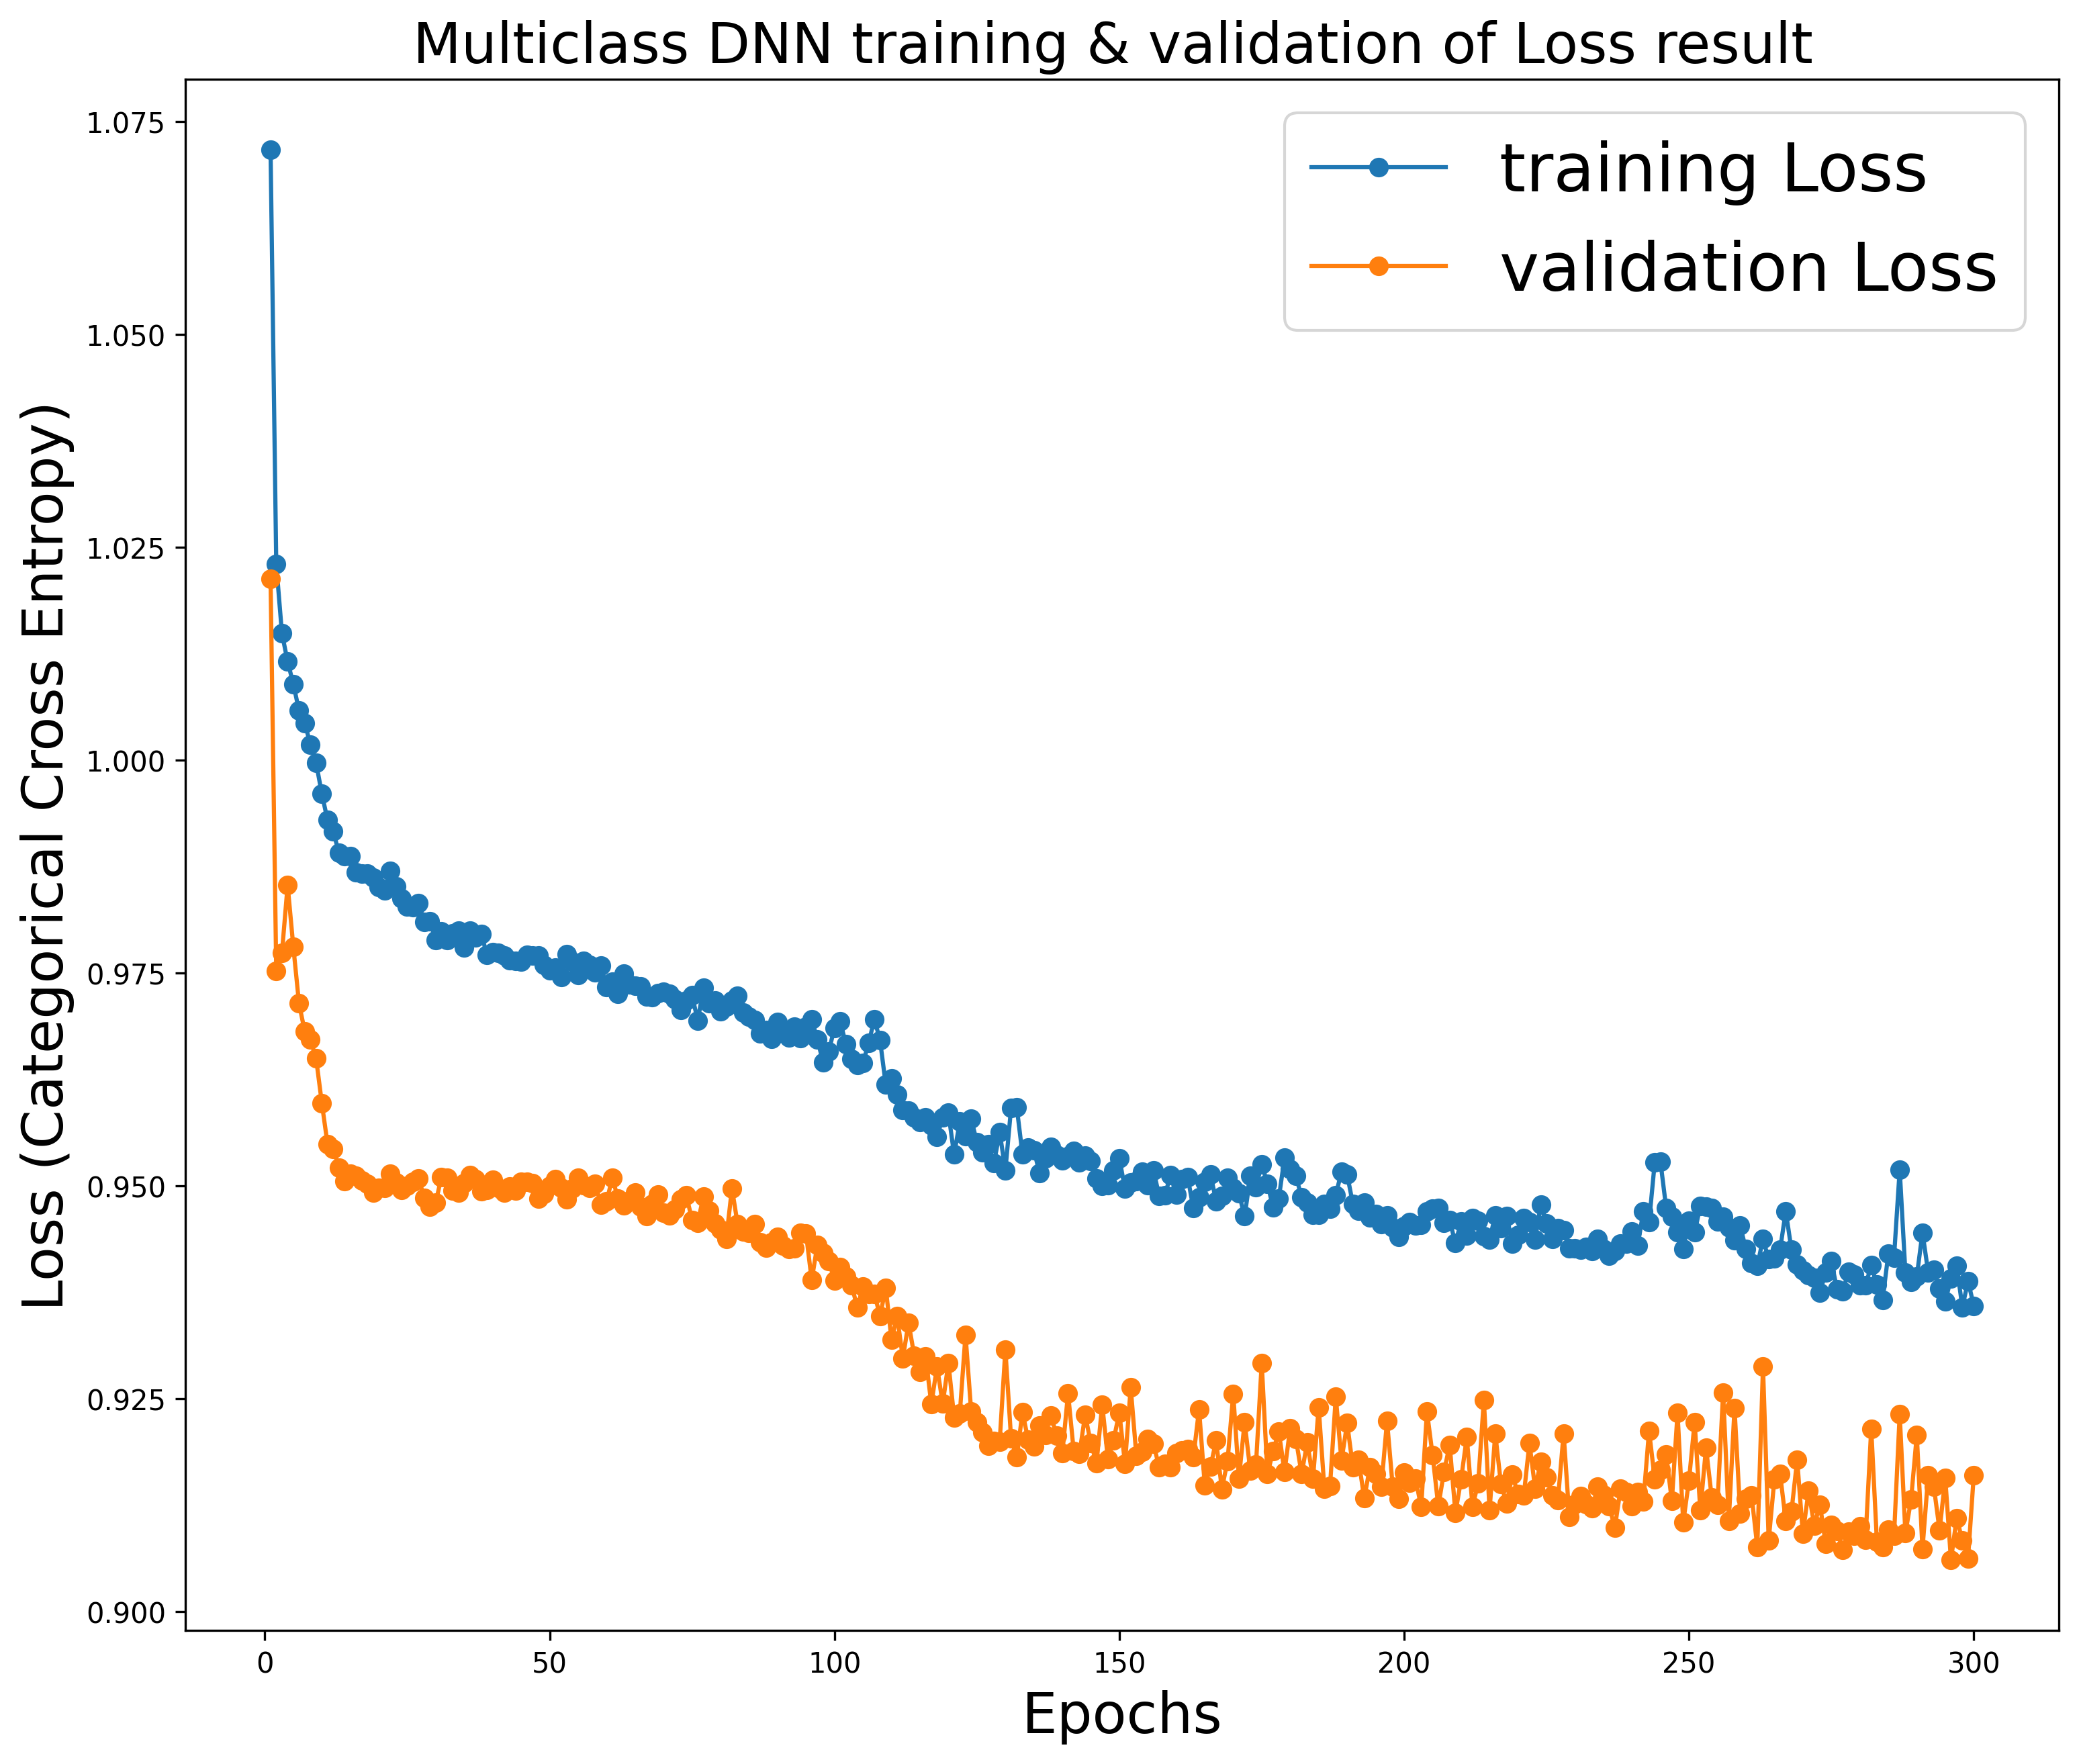 Multiclass DNN training & validation of Loss result
training Loss
validation Loss
Loss (Categorical Cross Entropy)
1.075
1.050
1.025
1.000
0.975
0.950
0.925
0.900
0 50 100 150 200 250 300
Epochs